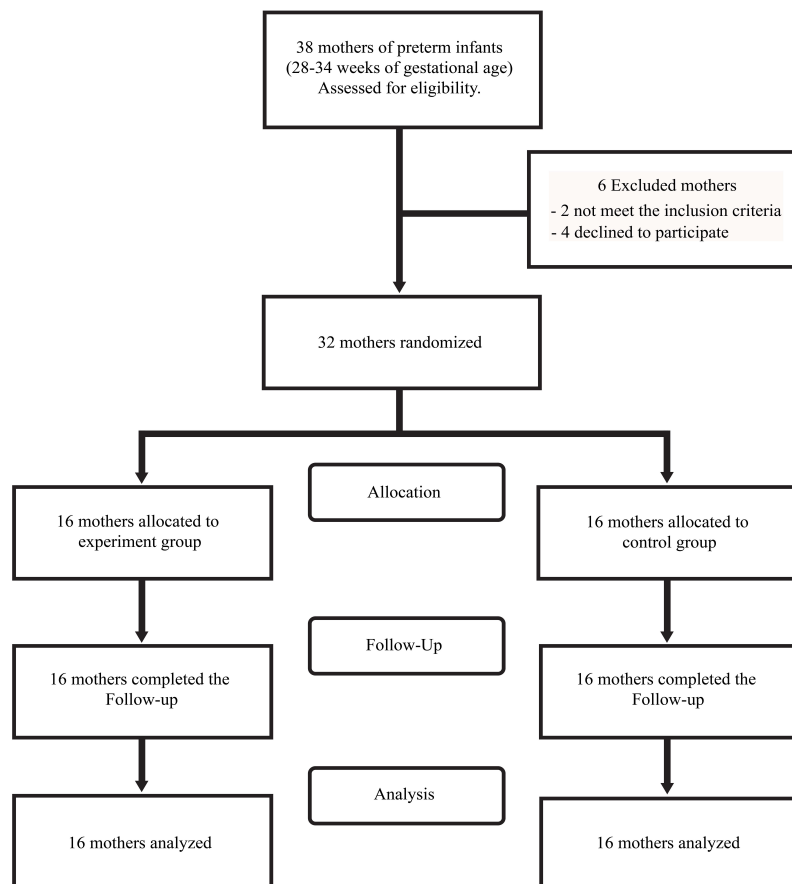 38 mothers of preterm infants
(28-34 weeks of gestational age)
Assessed for eligibility.
6 Excluded mothers
- 2 not meet the inclusion criteria
- 4 declined to participate
32 mothers randomized
Allocation
16 mothers allocated to
experiment group
16 mothers allocated to
control group
Follow-Up
16 mothers completed the
Follow-up
16 mothers completed the
Follow-up
Analysis
16 mothers analyzed
16 mothers analyzed